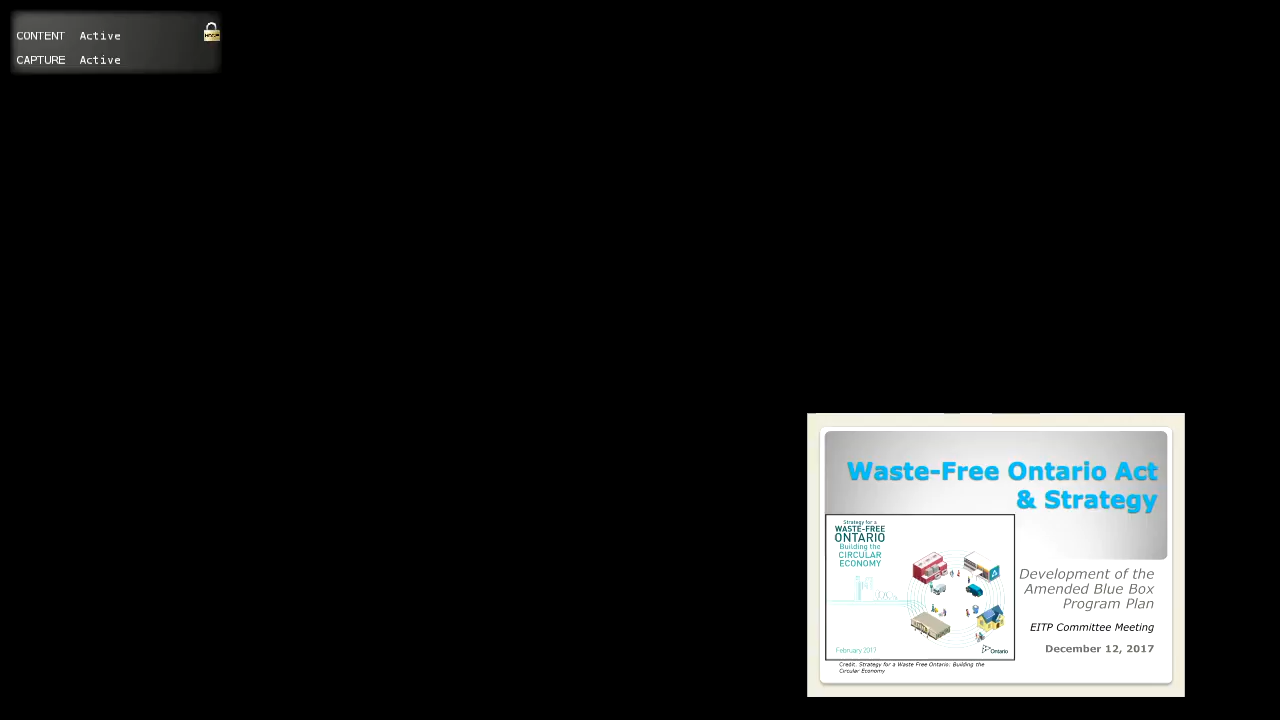 CONTENT Active
HDCP
CAPTURE Active
Waste-Free Ontario Act
& Strategy
Strategy for a
WASTE-FREE
ONTARIO
Building the
CIRCULAR
ECONOMY
February 2017
Ontario
Credit: Strategy for a Waste Free Ontario: Building the
Circular Economy
Development of the
Amended Blue Box
Program Plan
EITP Committee Meeting
December 12, 2017